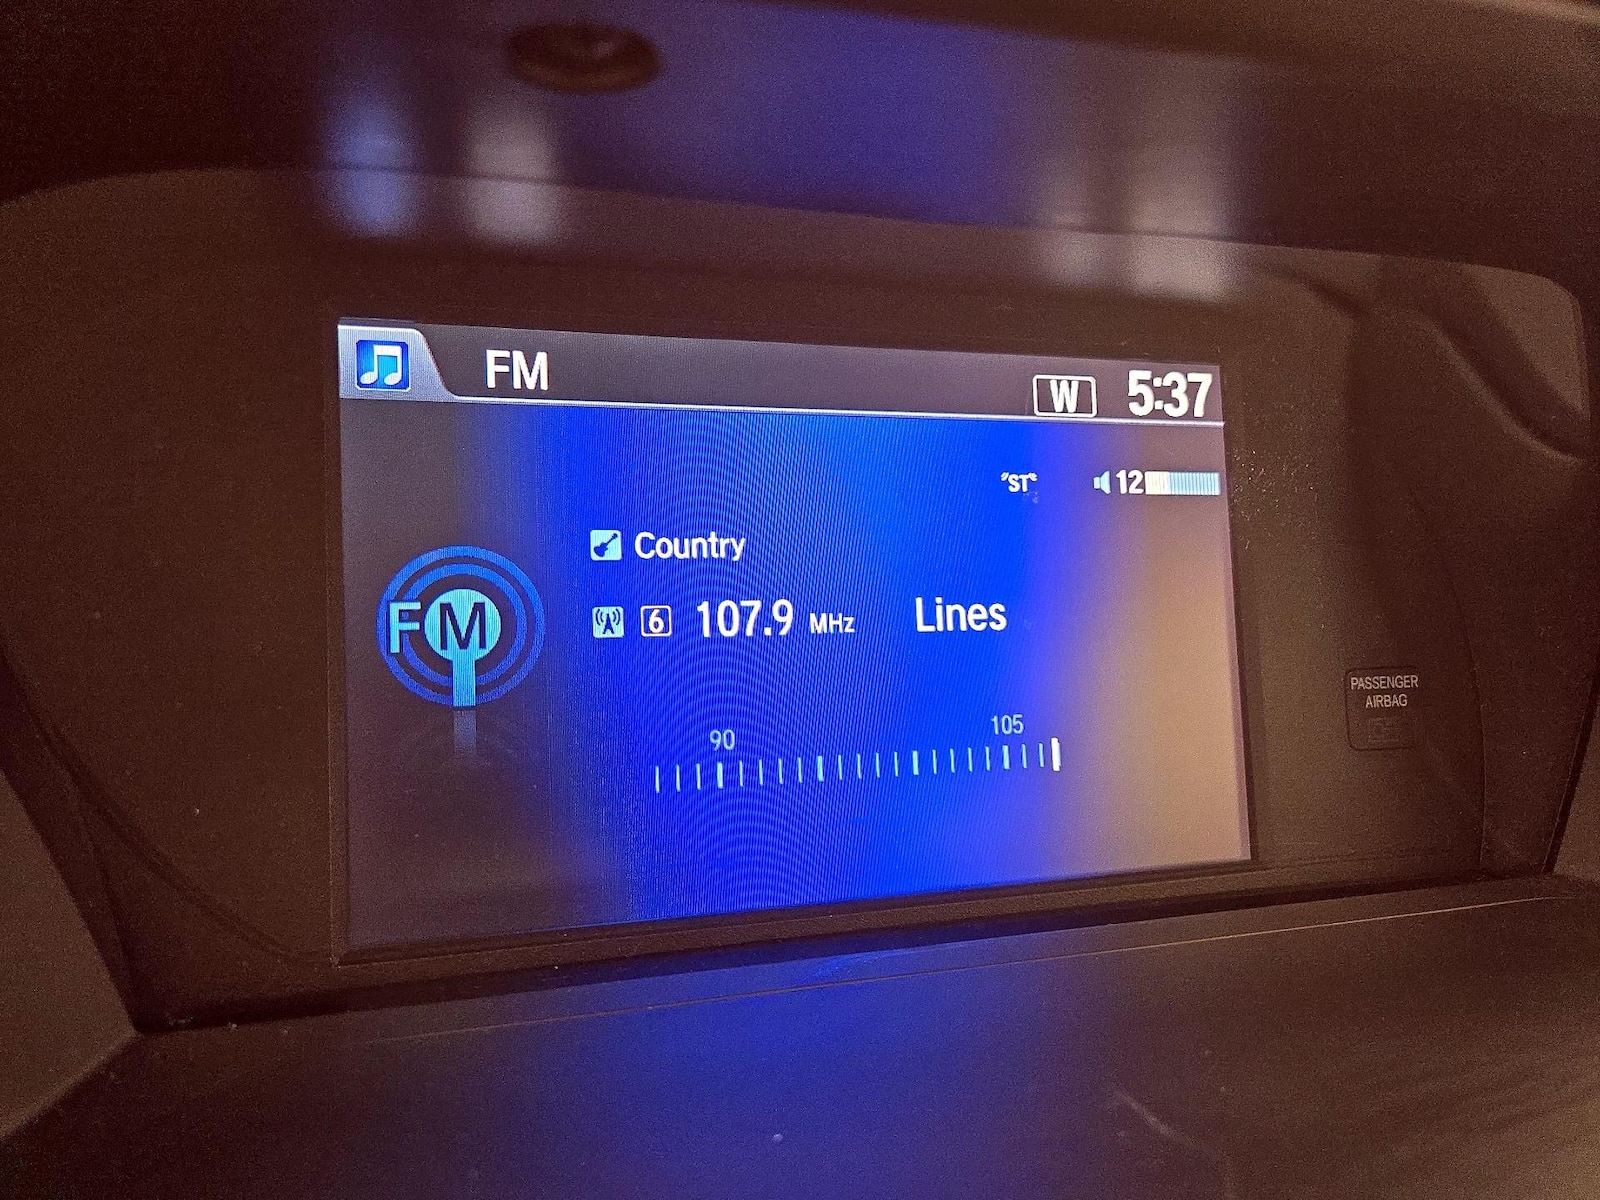 FM
W 5:37
"ST" 12
Country
FM
6 107.9 MHz Lines
90 105
PASSENGER
AIRBAG